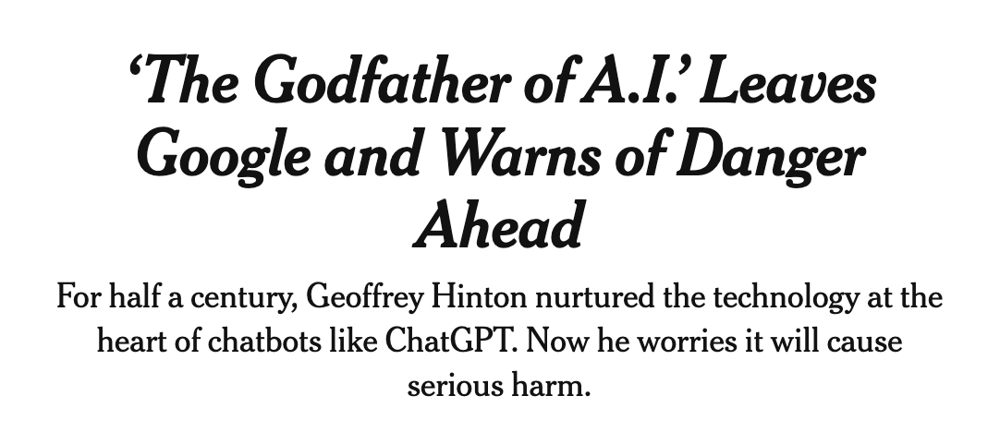 ‘The Godfather of A.I.’ Leaves
Google and Warns of Danger
Ahead
For half a century, Geoffrey Hinton nurtured the technology at the
heart of chatbots like ChatGPT. Now he worries it will cause
serious harm.